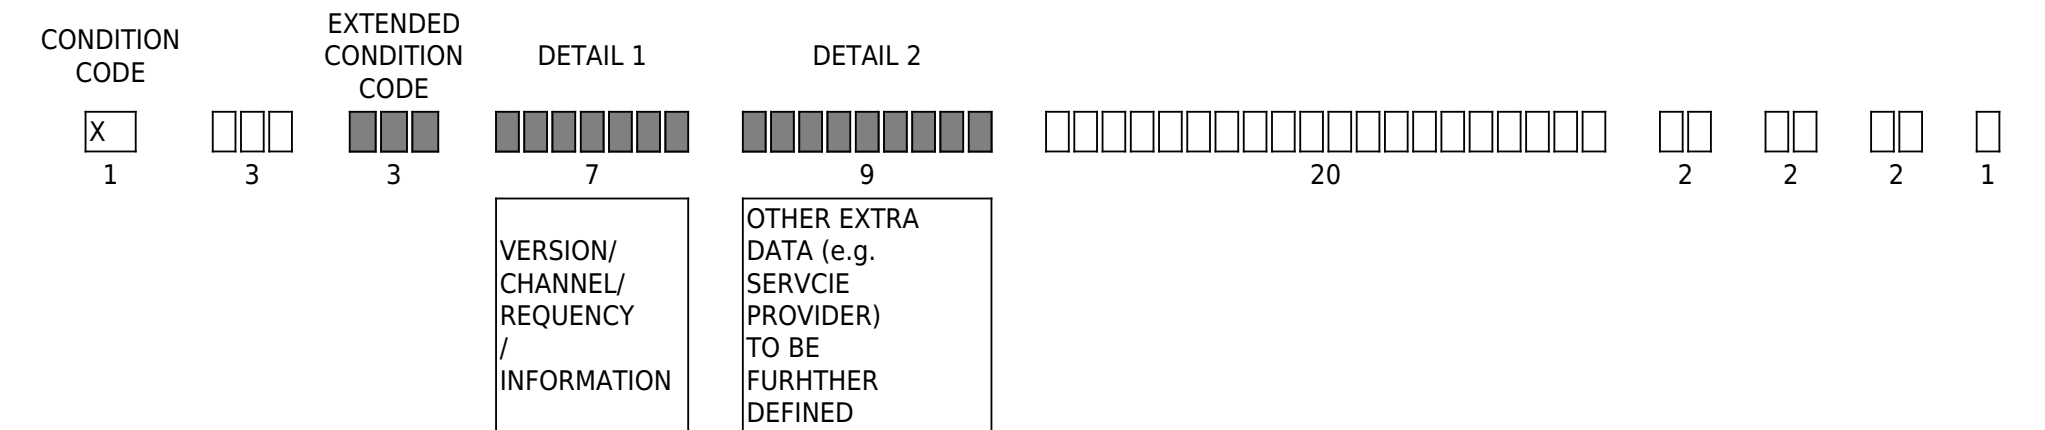 CONDITION
CODE
EXTENDED
CONDITION
CODE
DETAIL 1
DETAIL 2
X
1
3
3
7
9
20
2
2
2
1
VERSION/
CHANNEL/
REQUENCY
/
INFORMATION
OTHER EXTRA
DATA (e.g.
SERVCIE
PROVIDER)
TO BE
FURHTHER
DEFINED